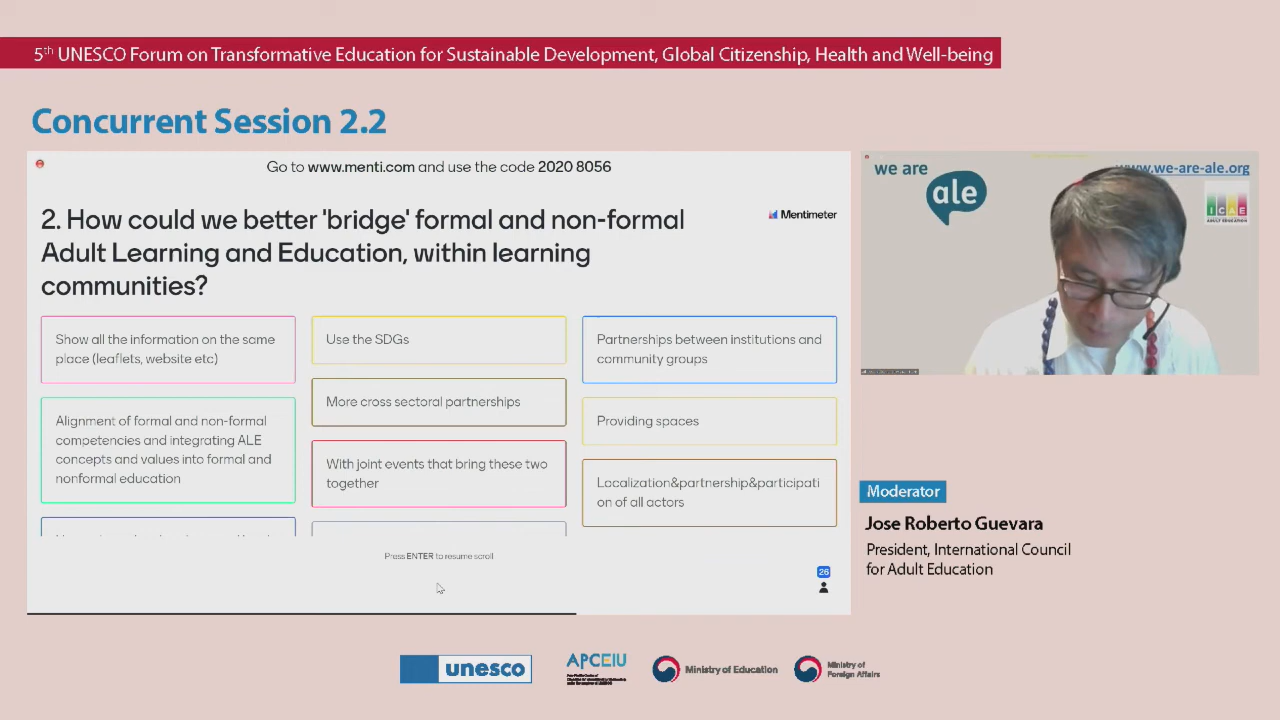 5th UNESCO Forum on Transformative Education for Sustainable Development, Global Citizenship, Health and Well-being
Concurrent Session 2.2
Go to www.menti.com and use the code 2020 8056
2. How could we better 'bridge' formal and non-formal
Adult Learning and Education, within learning
communities?
Mentimeter
Show all the information on the same
place (leaflets, website etc)
Alignment of formal and non-formal
competencies and integrating ALE
concepts and values into formal and
nonformal education
Use the SDGs
More cross sectoral partnerships
With joint events that bring these two
together
Partnerships between institutions and
community groups
Providing spaces
Localization&partnership&participati
on of all actors
Press ENTER to resume scroll
26
we are
ale
www.we-are-ale.org
ICAE
ADULT EDUCATION
Moderator
Jose Roberto Guevara
President, International Council
for Adult Education
unesco
APCEIU
Ministry of Education
Ministry of
Foreign Affairs